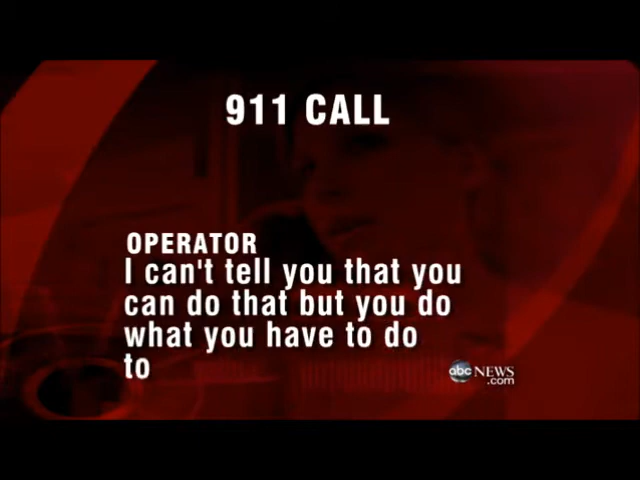 911 CALL
OPERATOR
I can't tell you that you
can do that but you do
what you have to do
to
abc NEWS
.com